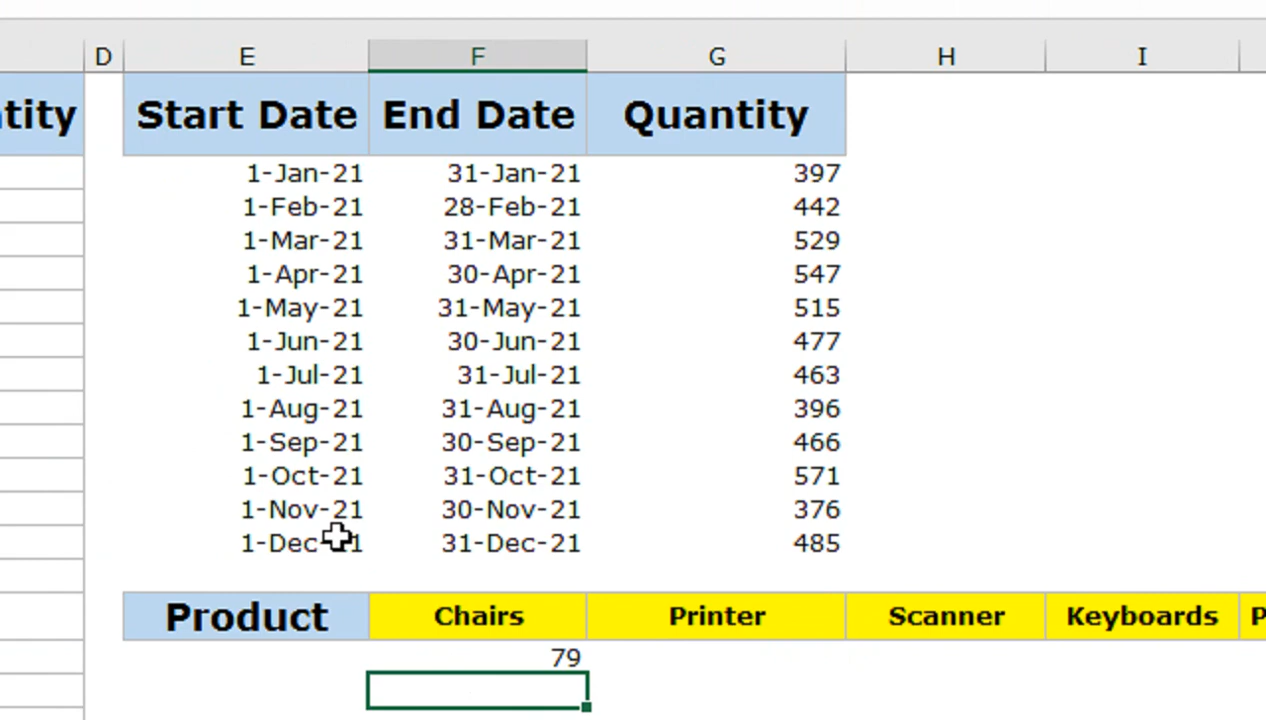 D E F G H I
tity Start Date End Date Quantity
1-Jan-21 31-Jan-21 397
1-Feb-21 28-Feb-21 442
1-Mar-21 31-Mar-21 529
1-Apr-21 30-Apr-21 547
1-May-21 31-May-21 515
1-Jun-21 30-Jun-21 477
1-Jul-21 31-Jul-21 463
1-Aug-21 31-Aug-21 396
1-Sep-21 30-Sep-21 466
1-Oct-21 31-Oct-21 571
1-Nov-21 30-Nov-21 376
1-Dec-21 31-Dec-21 485
Product Chairs Printer Scanner Keyboards P
79